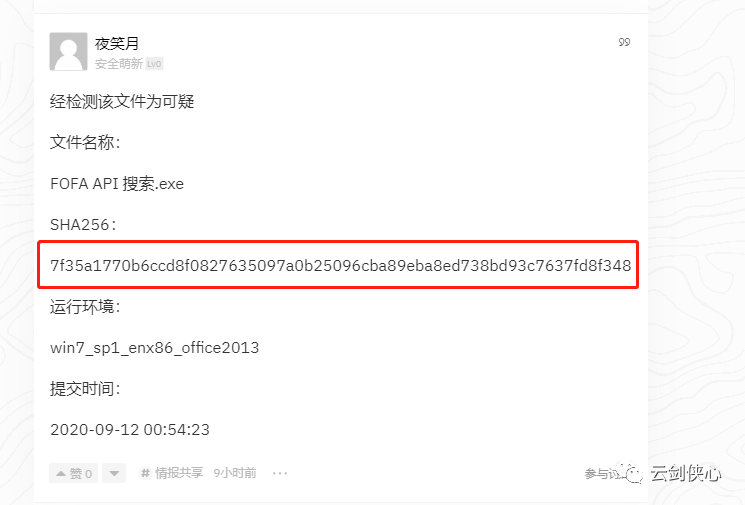 夜笑月
安全萌新 Lv0
经检测该文件为可疑
文件名称：
FOFA API 搜索.exe
SHA256：
7f35a1770b6ccd8f0827635097a0b25096cba89eba8ed738bd93c7637fd8f348
运行环境：
win7_sp1_enx86_office2013
提交时间：
2020-09-12 00:54:23
赞 0 # 情报共享 9小时前 ···
参与讨
云剑侠心